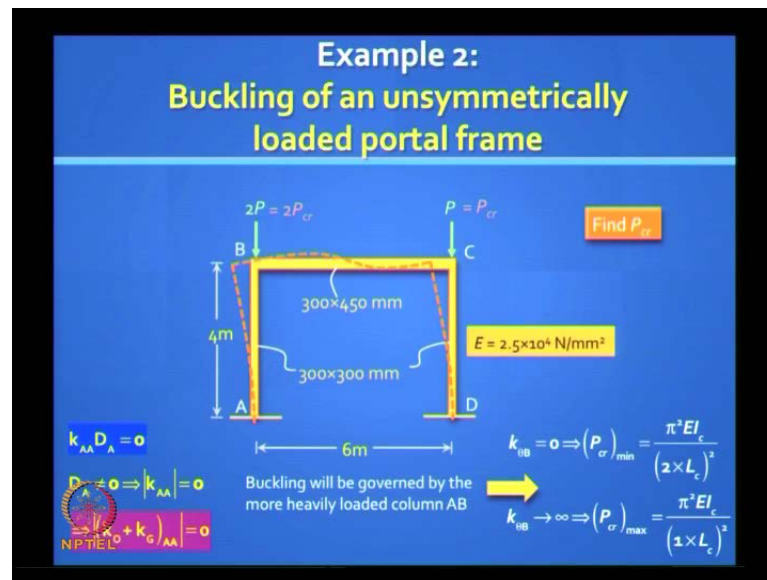 Example 2:
Buckling of an unsymmetrically
loaded portal frame
2P = 2P_cr
P = P_cr
Find P_cr
B
C
300×450 mm
4m
E = 2.5×10⁴ N/mm²
300×300 mm
A
D
6m
k_AA D_A = 0
≠ 0 ⇒ |k_AA| = 0
+ k_G)_AA| = 0
NPTEL
Buckling will be governed by the
more heavily loaded column AB
k_θB = 0 ⇒ (P_cr)_min = π²EI_c / (2×L_c)²
k_θB → ∞ ⇒ (P_cr)_max = π²EI_c / (1×L_c)²